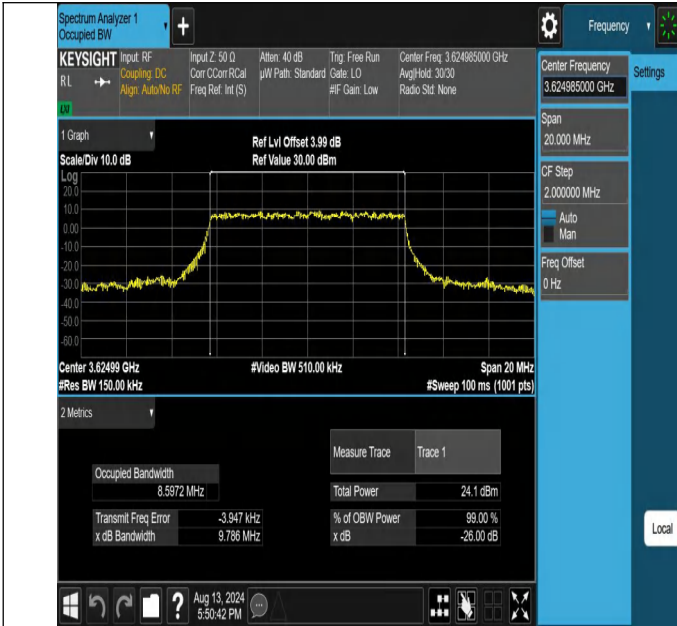 Spectrum Analyzer 1
Occupied BW
+
Frequency
KEYSIGHT
RL
LXI
Input: RF
Coupling: DC
Align: Auto/No RF
Input Z: 50 Ω
Corr CCorr RCal
Freq Ref: Int (S)
Atten: 40 dB
µW Path: Standard
Trig: Free Run
Gate: LO
#IF Gain: Low
Center Freq: 3.624985000 GHz
Avg|Hold: 30/30
Radio Std: None
Center Frequency
3.624985000 GHz
Settings
Span
20.000 MHz
CF Step
2.000000 MHz
Auto
Man
Freq Offset
0 Hz
Local
1 Graph
Scale/Div 10.0 dB
Ref Lvl Offset 3.99 dB
Ref Value 30.00 dBm
Log
20.0
10.0
0.00
-10.0
-20.0
-30.0
-40.0
-50.0
-60.0
Center 3.62499 GHz
#Res BW 150.00 kHz
#Video BW 510.00 kHz
Span 20 MHz
#Sweep 100 ms (1001 pts)
2 Metrics
Measure Trace Trace 1
Occupied Bandwidth
8.5972 MHz
Total Power 24.1 dBm
Transmit Freq Error -3.947 kHz
% of OBW Power 99.00 %
x dB Bandwidth 9.786 MHz
x dB -26.00 dB
?
Aug 13, 2024
5:50:42 PM